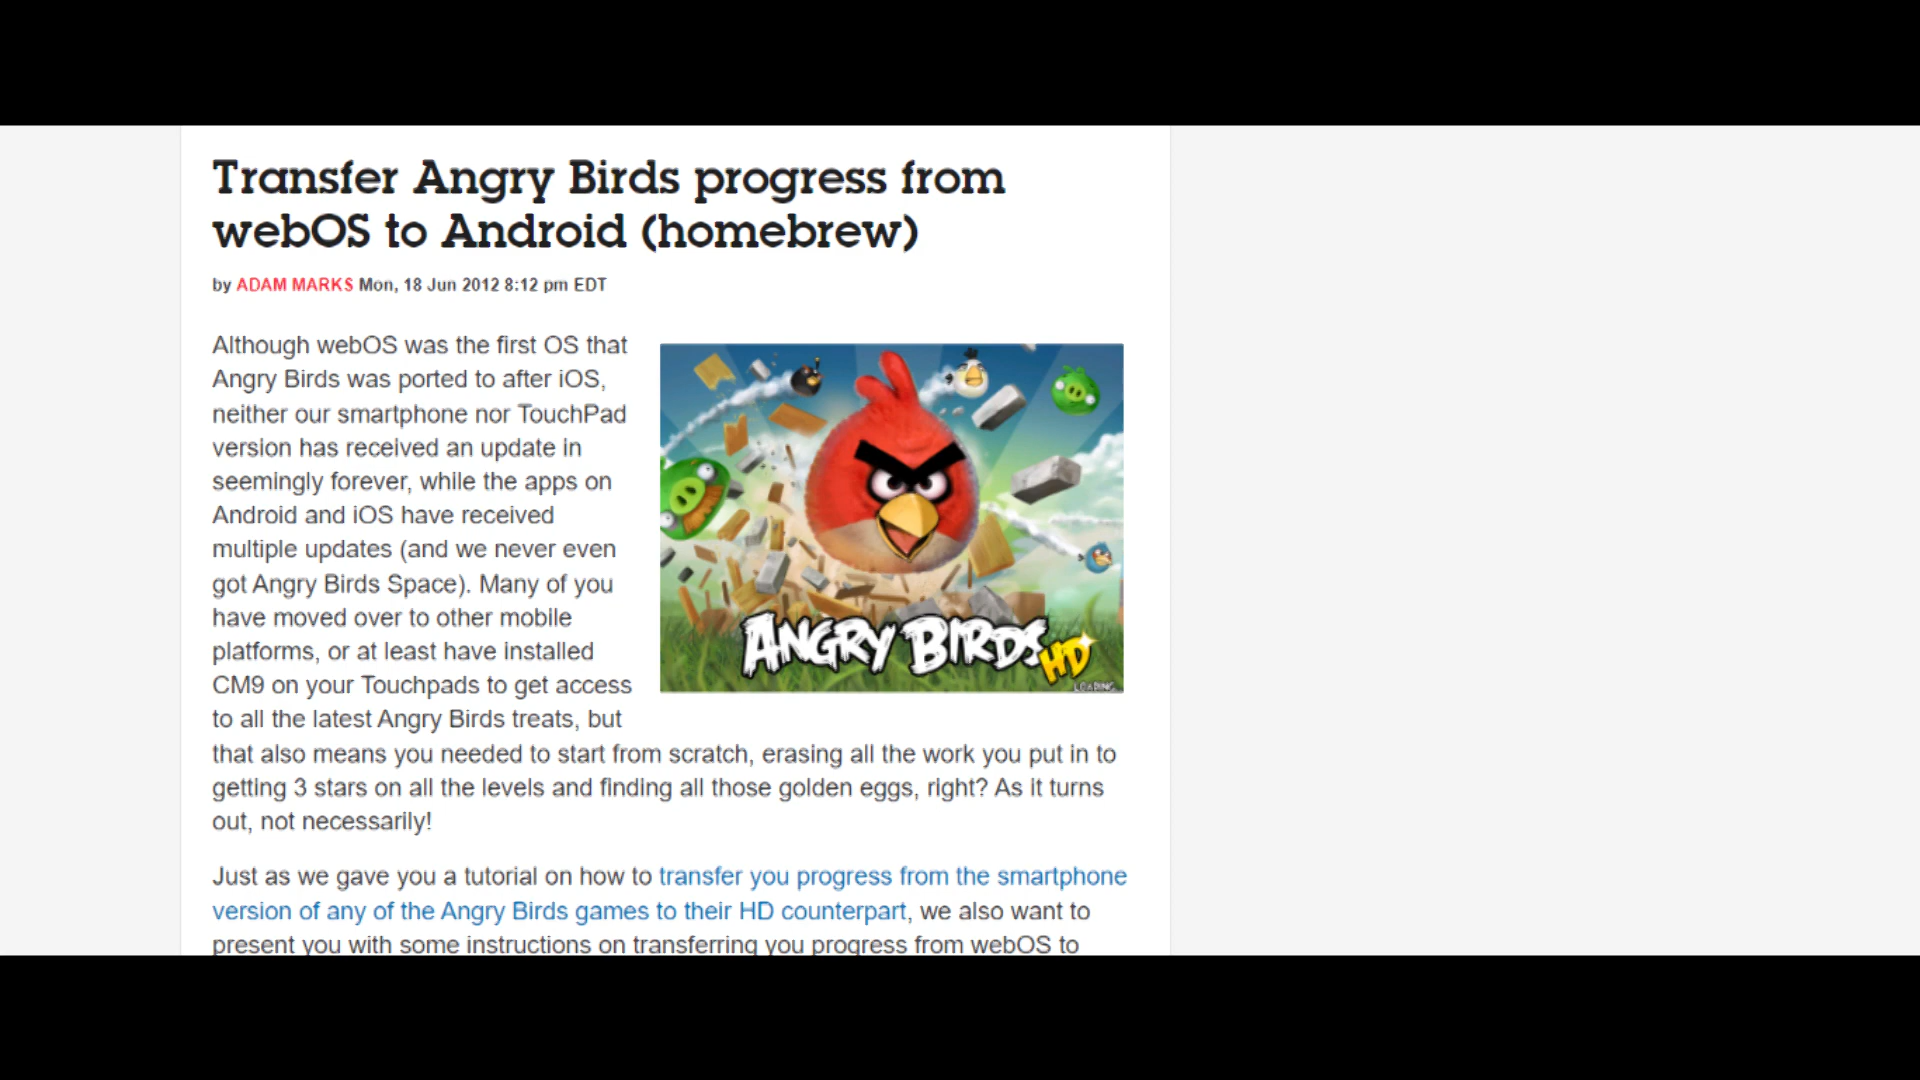 Transfer Angry Birds progress from
webOS to Android (homebrew)
by ADAM MARKS Mon, 18 Jun 2012 8:12 pm EDT
Although webOS was the first OS that
Angry Birds was ported to after iOS,
neither our smartphone nor TouchPad
version has received an update in
seemingly forever, while the apps on
Android and iOS have received
multiple updates (and we never even
got Angry Birds Space). Many of you
have moved over to other mobile
platforms, or at least have installed
CM9 on your Touchpads to get access
to all the latest Angry Birds treats, but
that also means you needed to start from scratch, erasing all the work you put in to
getting 3 stars on all the levels and finding all those golden eggs, right? As it turns
out, not necessarily!
ANGRY BIRDS HD
LOADING...
Just as we gave you a tutorial on how to transfer you progress from the smartphone
version of any of the Angry Birds games to their HD counterpart, we also want to
present you with some instructions on transferring you progress from webOS to